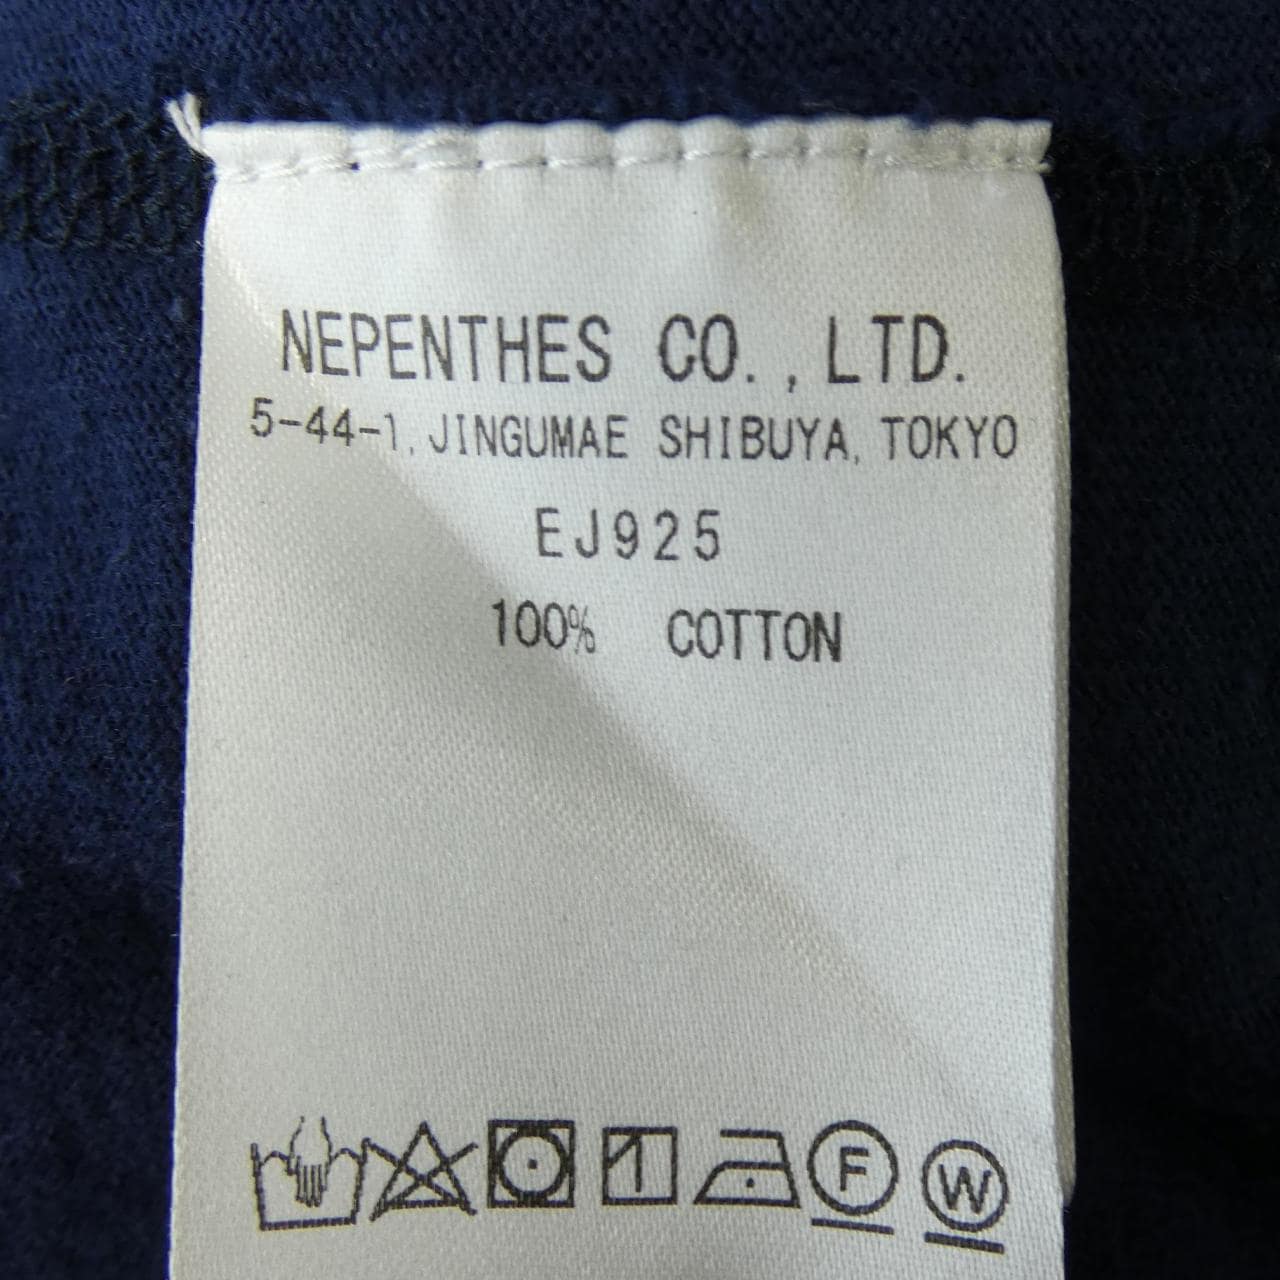 NEPENTHES CO., LTD.
5-44-1, JINGUMAE SHIBUYA, TOKYO
EJ925
100% COTTON
F W